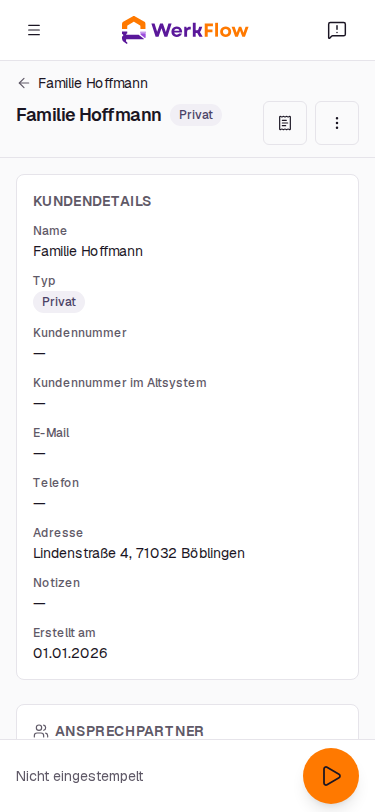 WerkFlow
Familie Hoffmann
Familie Hoffmann Privat
KUNDENDETAILS
Name
Familie Hoffmann
Typ
Privat
Kundennummer
—
Kundennummer im Altsystem
—
E-Mail
—
Telefon
—
Adresse
Lindenstraße 4, 71032 Böblingen
Notizen
—
Erstellt am
01.01.2026
ANSPRECHPARTNER
Nicht eingestempelt